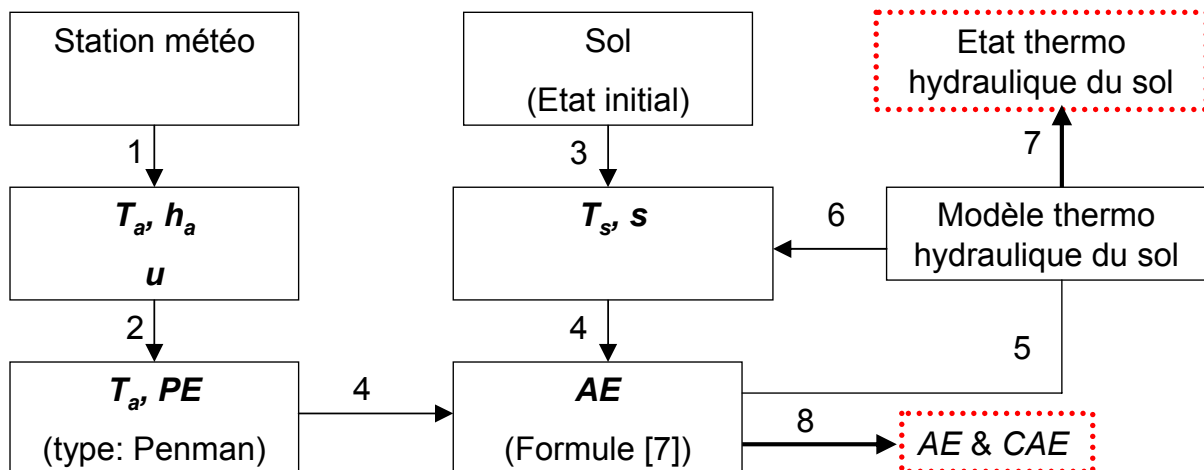 Station météo
Sol
(Etat initial)
Etat thermo
hydraulique du sol
1
3
7
Ta, ha
u
Ts, s
6
Modèle thermo
hydraulique du sol
2
4
5
Ta, PE
(type: Penman)
4
AE
(Formule [7])
8
AE & CAE